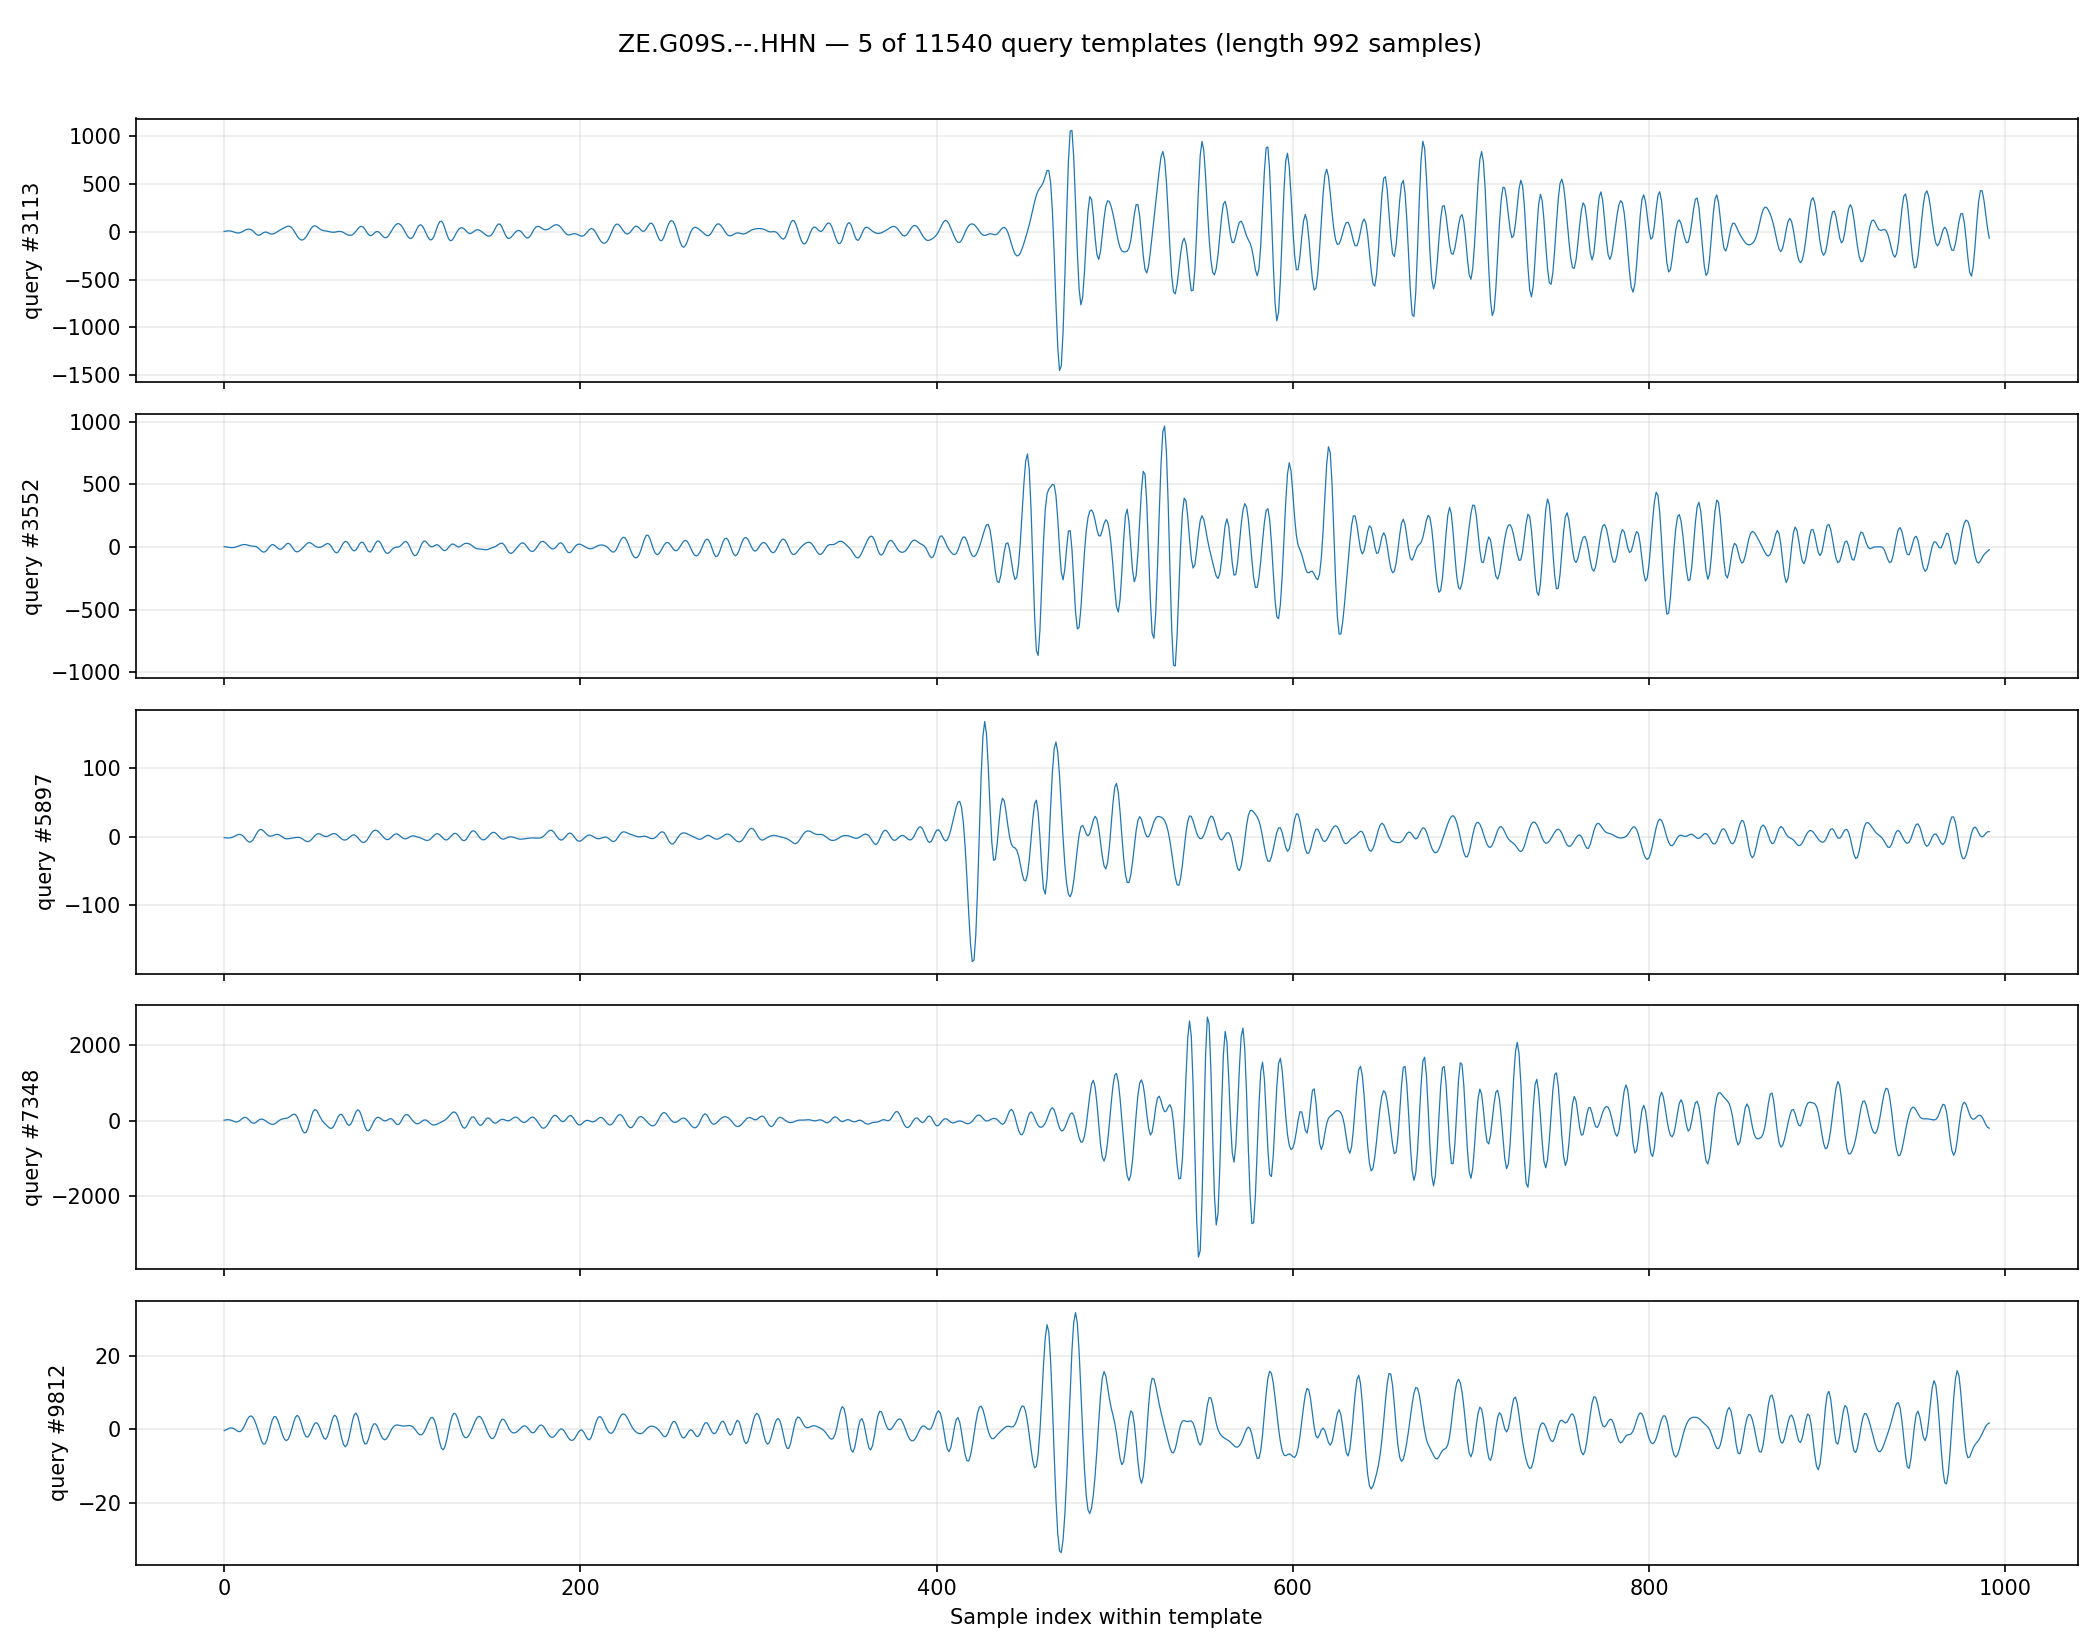 ZE.G09S.--.HHN — 5 of 11540 query templates (length 992 samples)
query #3113
1000
500
0
−500
−1000
−1500
query #3552
1000
500
0
−500
−1000
query #5897
100
0
−100
query #7348
2000
0
−2000
query #9812
20
0
−20
0 200 400 600 800 1000
Sample index within template